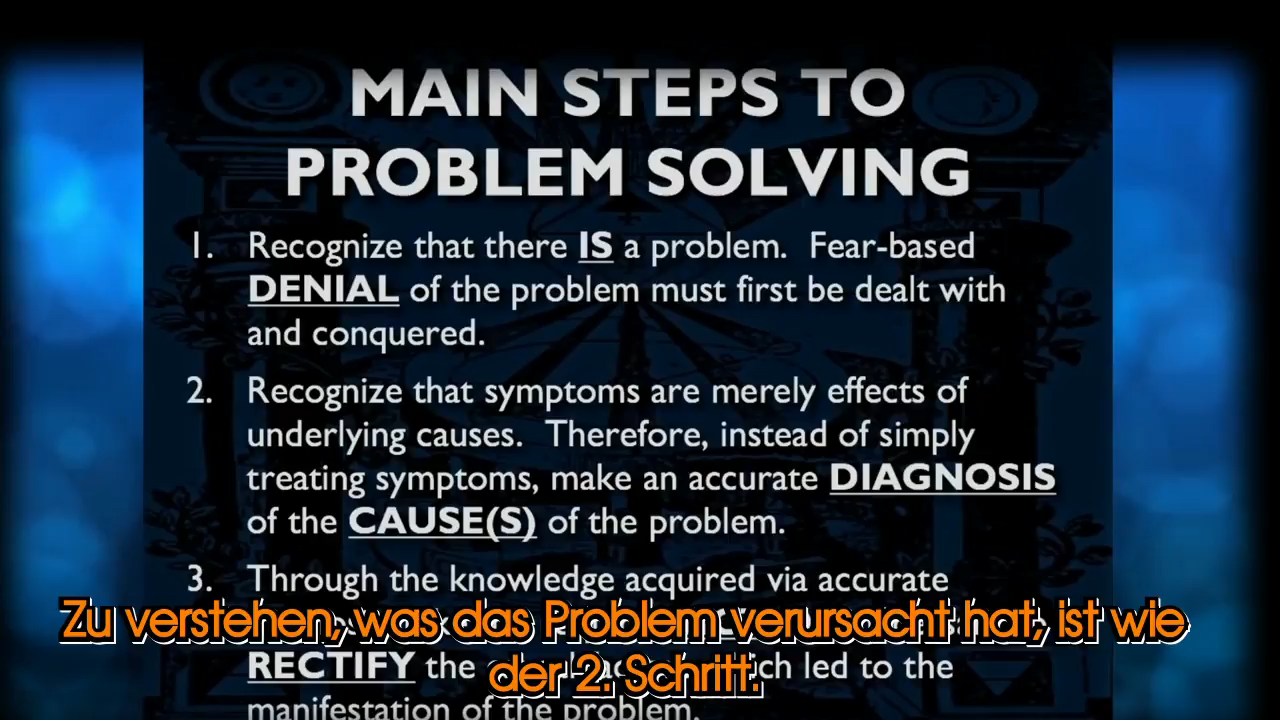 MAIN STEPS TO
PROBLEM SOLVING
1. Recognize that there IS a problem. Fear-based
DENIAL of the problem must first be dealt with
and conquered.
2. Recognize that symptoms are merely effects of
underlying causes. Therefore, instead of simply
treating symptoms, make an accurate DIAGNOSIS
of the CAUSE(S) of the problem.
3. Through the knowledge acquired via accurate
RECTIFY the which led to the
manifestation of the problem.
Zu verstehen, was das Problem verursacht hat, ist wie
der 2. Schritt.